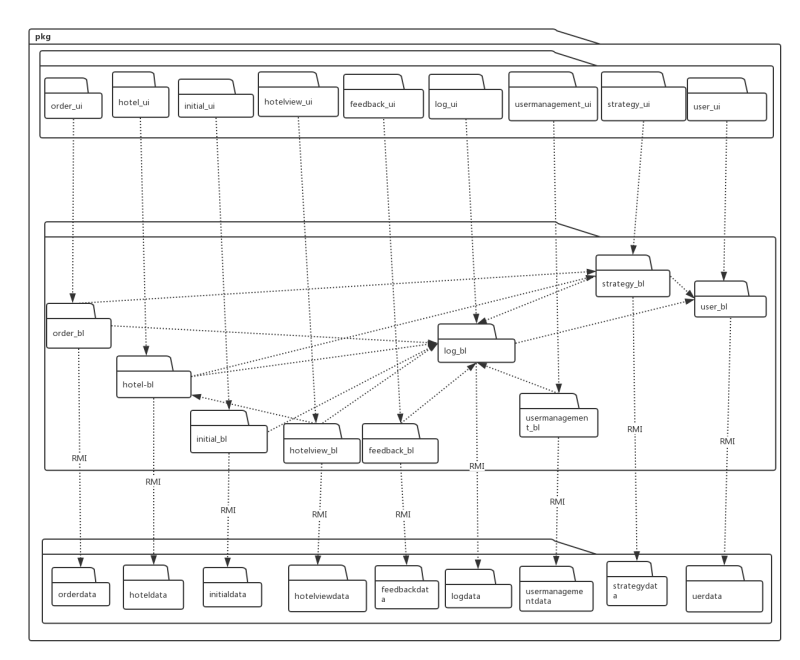 pkg
order_ui
hotel_ui
initial_ui
hotelview_ui
feedback_ui
log_ui
usermanagement_ui
strategy_ui
user_ui
strategy_bl
user_bl
order_bl
log_bl
hotel-bl
usermanagemen
t_bl
initial_bl
hotelview_bl
feedback_bl
RMI
RMI
RMI
RMI
RMI
RMI
RMI
RMI
RMI
orderdata
hoteldata
initialdata
hotelviewdata
feedbackdat
a
logdata
usermanageme
ntdata
strategydat
a
uerdata